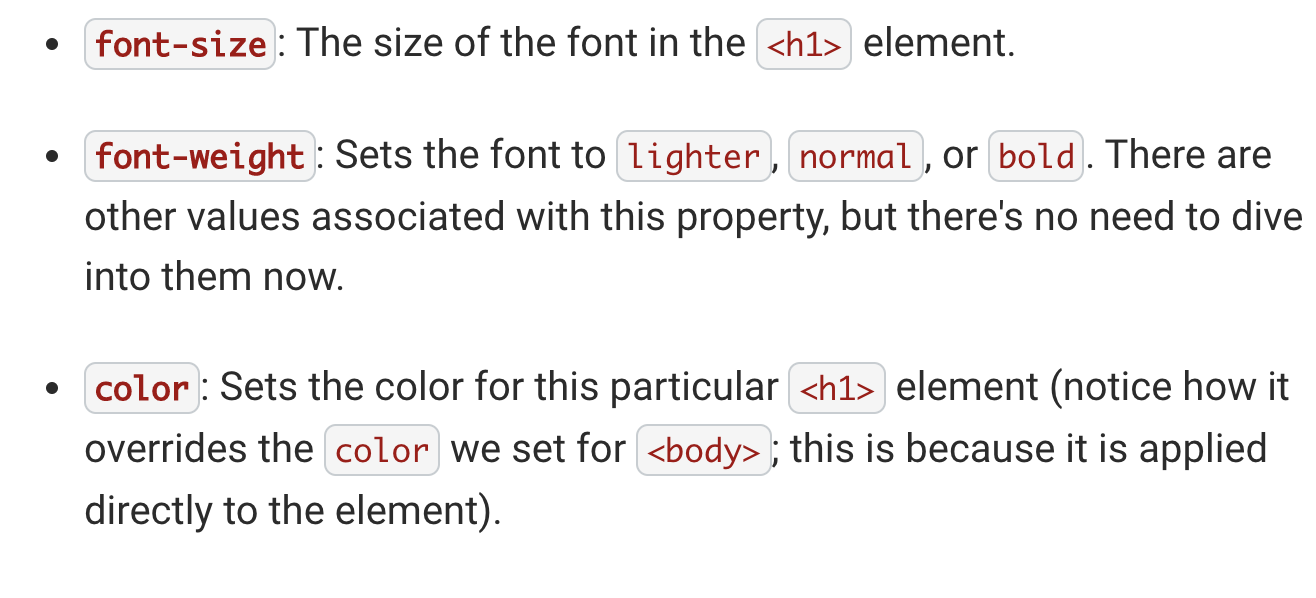 • font-size: The size of the font in the <h1> element.
• font-weight: Sets the font to lighter, normal, or bold. There are
other values associated with this property, but there's no need to dive
into them now.
• color: Sets the color for this particular <h1> element (notice how it
overrides the color we set for <body>; this is because it is applied
directly to the element).